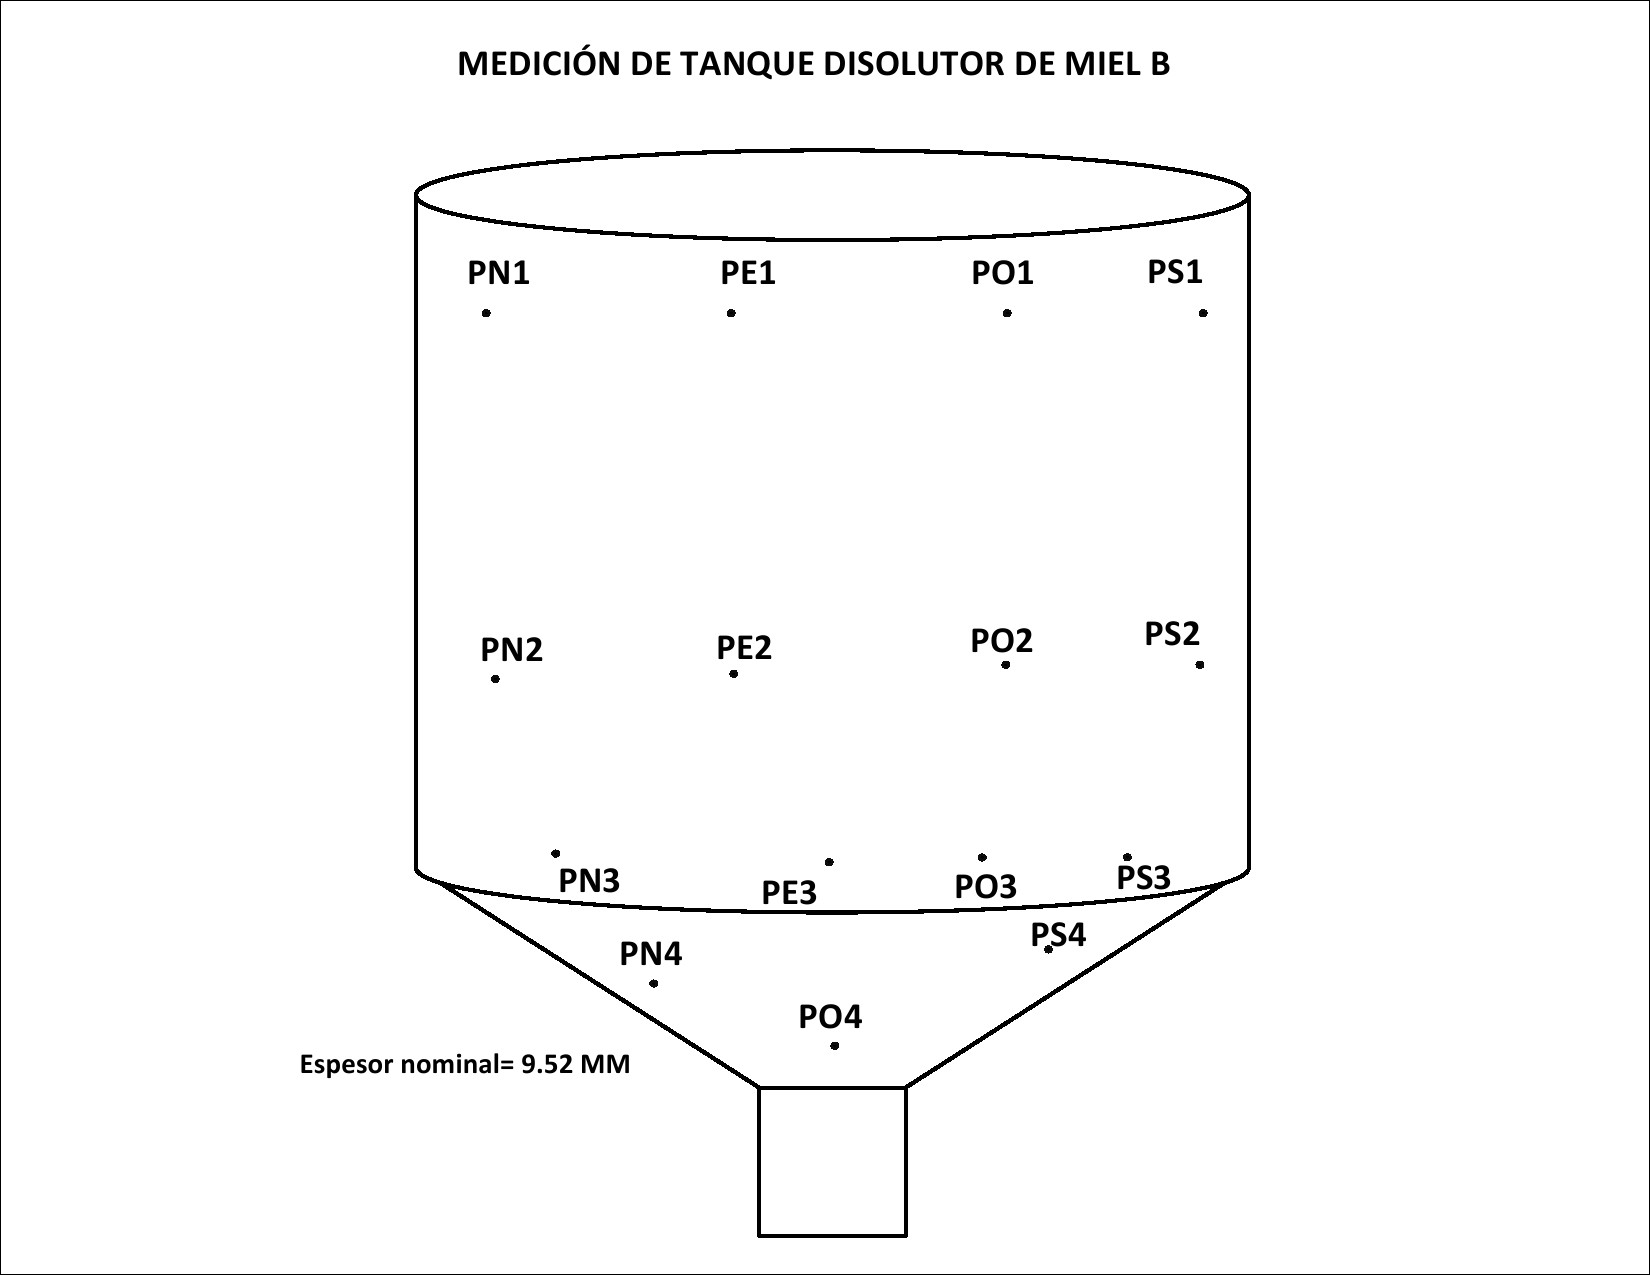 MEDICIÓN DE TANQUE DISOLUTOR DE MIEL B
PN1 PE1 PO1 PS1
PN2 PE2 PO2 PS2
PN3 PE3 PO3 PS3
PN4 PS4
PO4
Espesor nominal= 9.52 MM